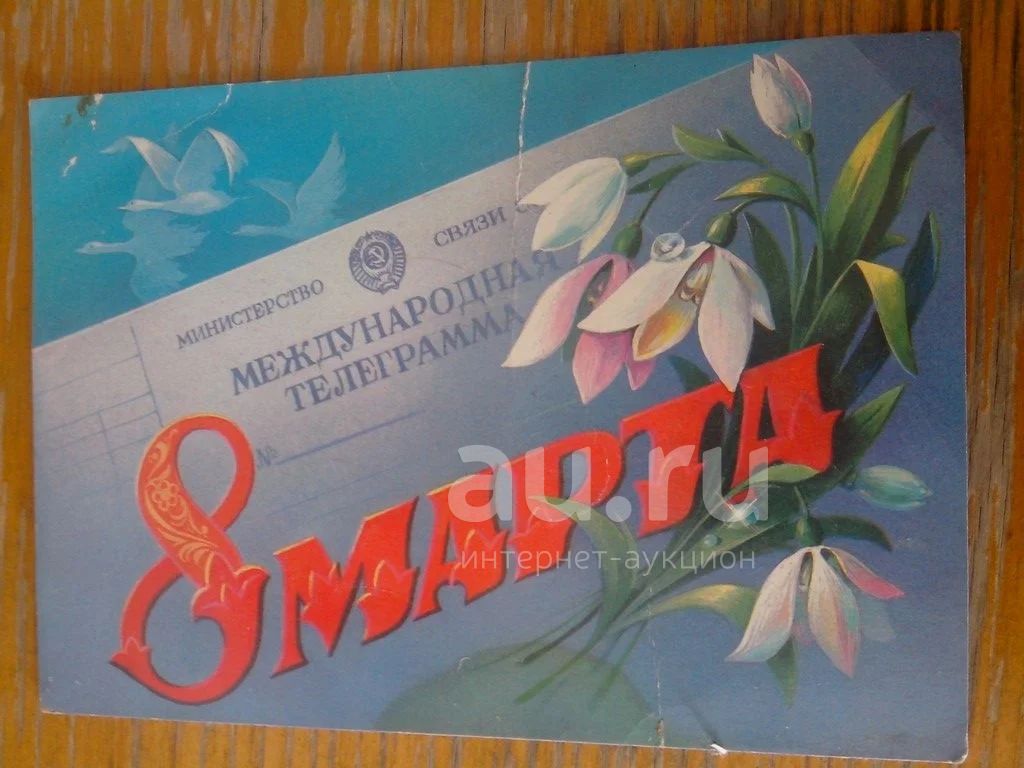 МИНИСТЕРСТВО СВЯЗИ
МЕЖДУНАРОДНАЯ
ТЕЛЕГРАММА
№
8 МАРТА
au.ru
интернет-аукцион